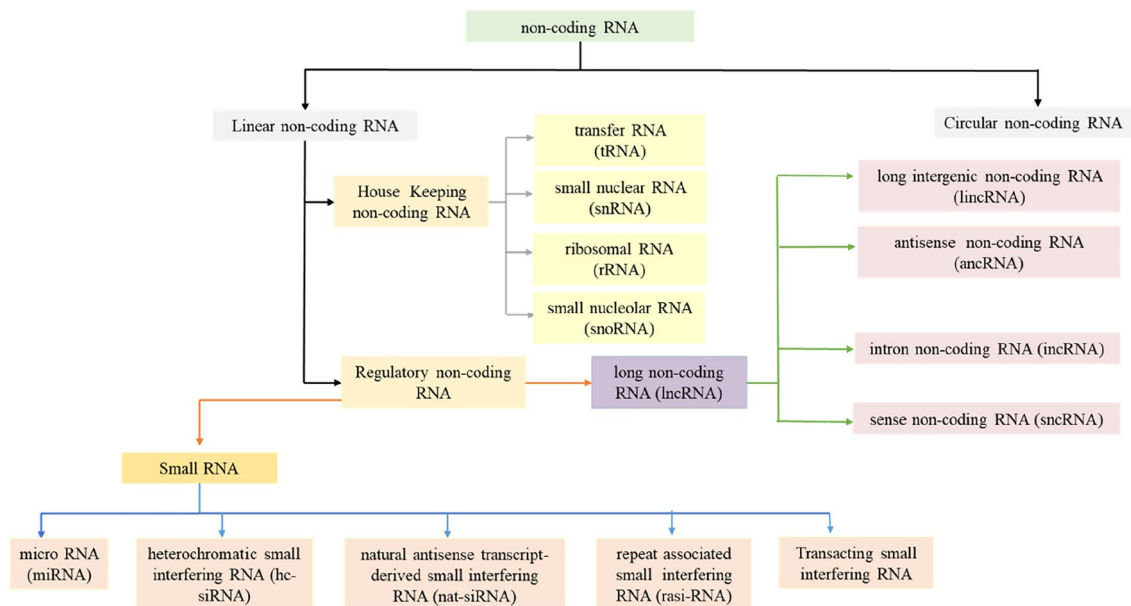 non-coding RNA
Linear non-coding RNA
Circular non-coding RNA
House Keeping
non-coding RNA
transfer RNA
(tRNA)
small nuclear RNA
(snRNA)
ribosomal RNA
(rRNA)
small nucleolar RNA
(snoRNA)
Regulatory non-coding
RNA
long non-coding
RNA (lncRNA)
long intergenic non-coding RNA
(lincRNA)
antisense non-coding RNA
(ancRNA)
intron non-coding RNA (incRNA)
sense non-coding RNA (sncRNA)
Small RNA
micro RNA
(miRNA)
heterochromatic small
interfering RNA (hc-
siRNA)
natural antisense transcript-
derived small interfering
RNA (nat-siRNA)
repeat associated
small interfering
RNA (rasi-RNA)
Transacting small
interfering RNA